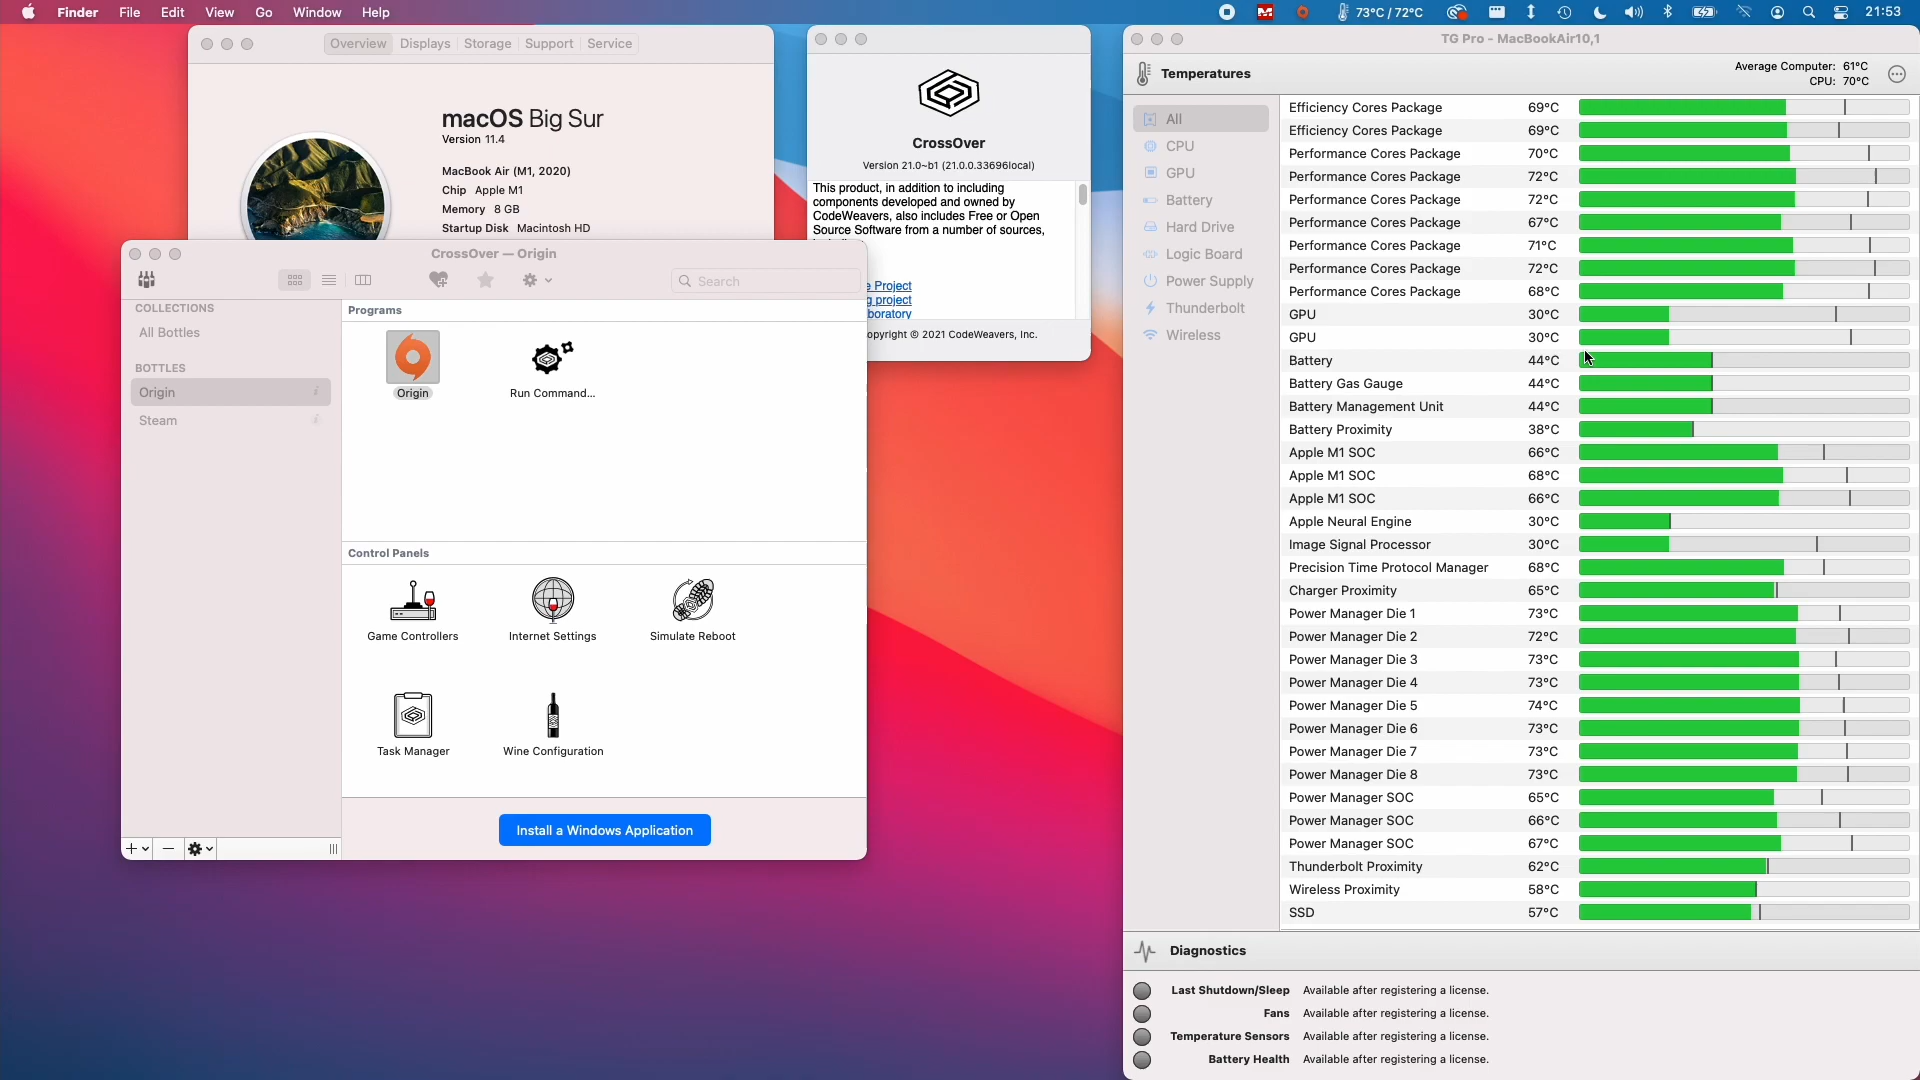 Finder File Edit View Go Window Help
73°C / 72°C
21:53
Overview Displays Storage Support Service
macOS Big Sur
Version 11.4
MacBook Air (M1, 2020)
Chip Apple M1
Memory 8 GB
Startup Disk Macintosh HD
CrossOver
Version 21.0~b1 (21.0.0.33696local)
This product, in addition to including
components developed and owned by
CodeWeavers, also includes Free or Open
Source Software from a number of sources,
e Project
g project
boratory
opyright © 2021 CodeWeavers, Inc.
CrossOver — Origin
Search
COLLECTIONS
All Bottles
BOTTLES
Origin
Steam
Programs
Origin
Run Command...
Control Panels
Game Controllers
Internet Settings
Simulate Reboot
Task Manager
Wine Configuration
Install a Windows Application
TG Pro - MacBookAir10,1
Temperatures
Average Computer: 61°C
CPU: 70°C
All
CPU
GPU
Battery
Hard Drive
Logic Board
Power Supply
Thunderbolt
Wireless
Efficiency Cores Package 69°C
Efficiency Cores Package 69°C
Performance Cores Package 70°C
Performance Cores Package 72°C
Performance Cores Package 72°C
Performance Cores Package 67°C
Performance Cores Package 71°C
Performance Cores Package 72°C
Performance Cores Package 68°C
GPU 30°C
GPU 30°C
Battery 44°C
Battery Gas Gauge 44°C
Battery Management Unit 44°C
Battery Proximity 38°C
Apple M1 SOC 66°C
Apple M1 SOC 68°C
Apple M1 SOC 66°C
Apple Neural Engine 30°C
Image Signal Processor 30°C
Precision Time Protocol Manager 68°C
Charger Proximity 65°C
Power Manager Die 1 73°C
Power Manager Die 2 72°C
Power Manager Die 3 73°C
Power Manager Die 4 73°C
Power Manager Die 5 74°C
Power Manager Die 6 73°C
Power Manager Die 7 73°C
Power Manager Die 8 73°C
Power Manager SOC 65°C
Power Manager SOC 66°C
Power Manager SOC 67°C
Thunderbolt Proximity 62°C
Wireless Proximity 58°C
SSD 57°C
Diagnostics
Last Shutdown/Sleep Available after registering a license.
Fans Available after registering a license.
Temperature Sensors Available after registering a license.
Battery Health Available after registering a license.